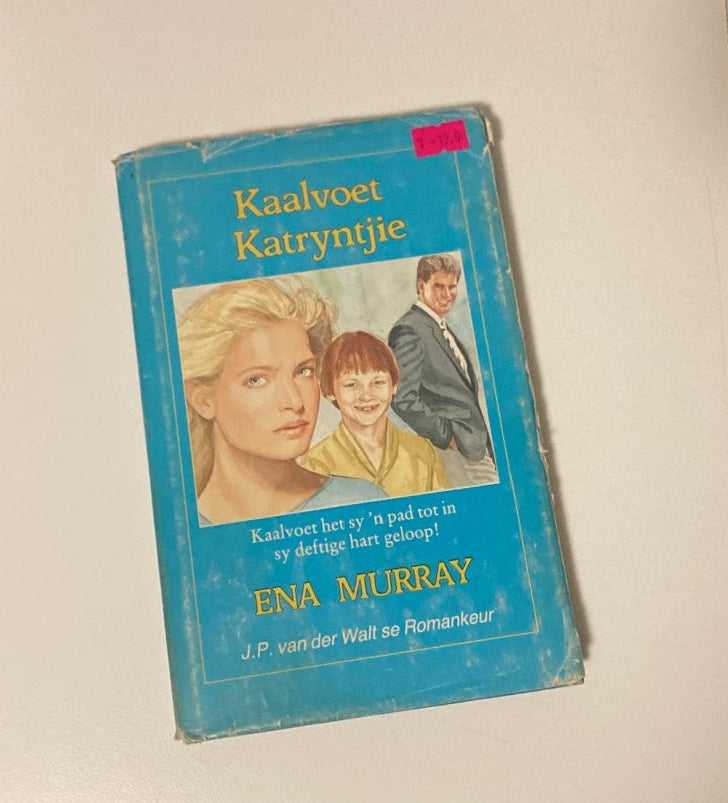 Kaalvoet
Katryntjie
Kaalvoet het sy 'n pad tot in
sy deftige hart geloop!
ENA MURRAY
J.P. van der Walt se Romankeur